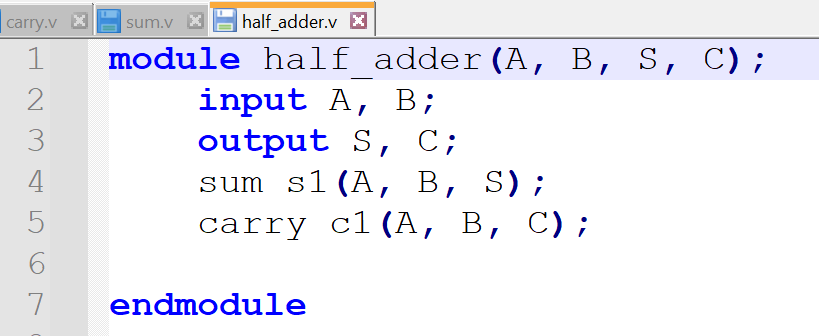 carry.v sum.v half_adder.v
1 module half_adder(A, B, S, C);
2 input A, B;
3 output S, C;
4 sum s1(A, B, S);
5 carry c1(A, B, C);
6
7 endmodule